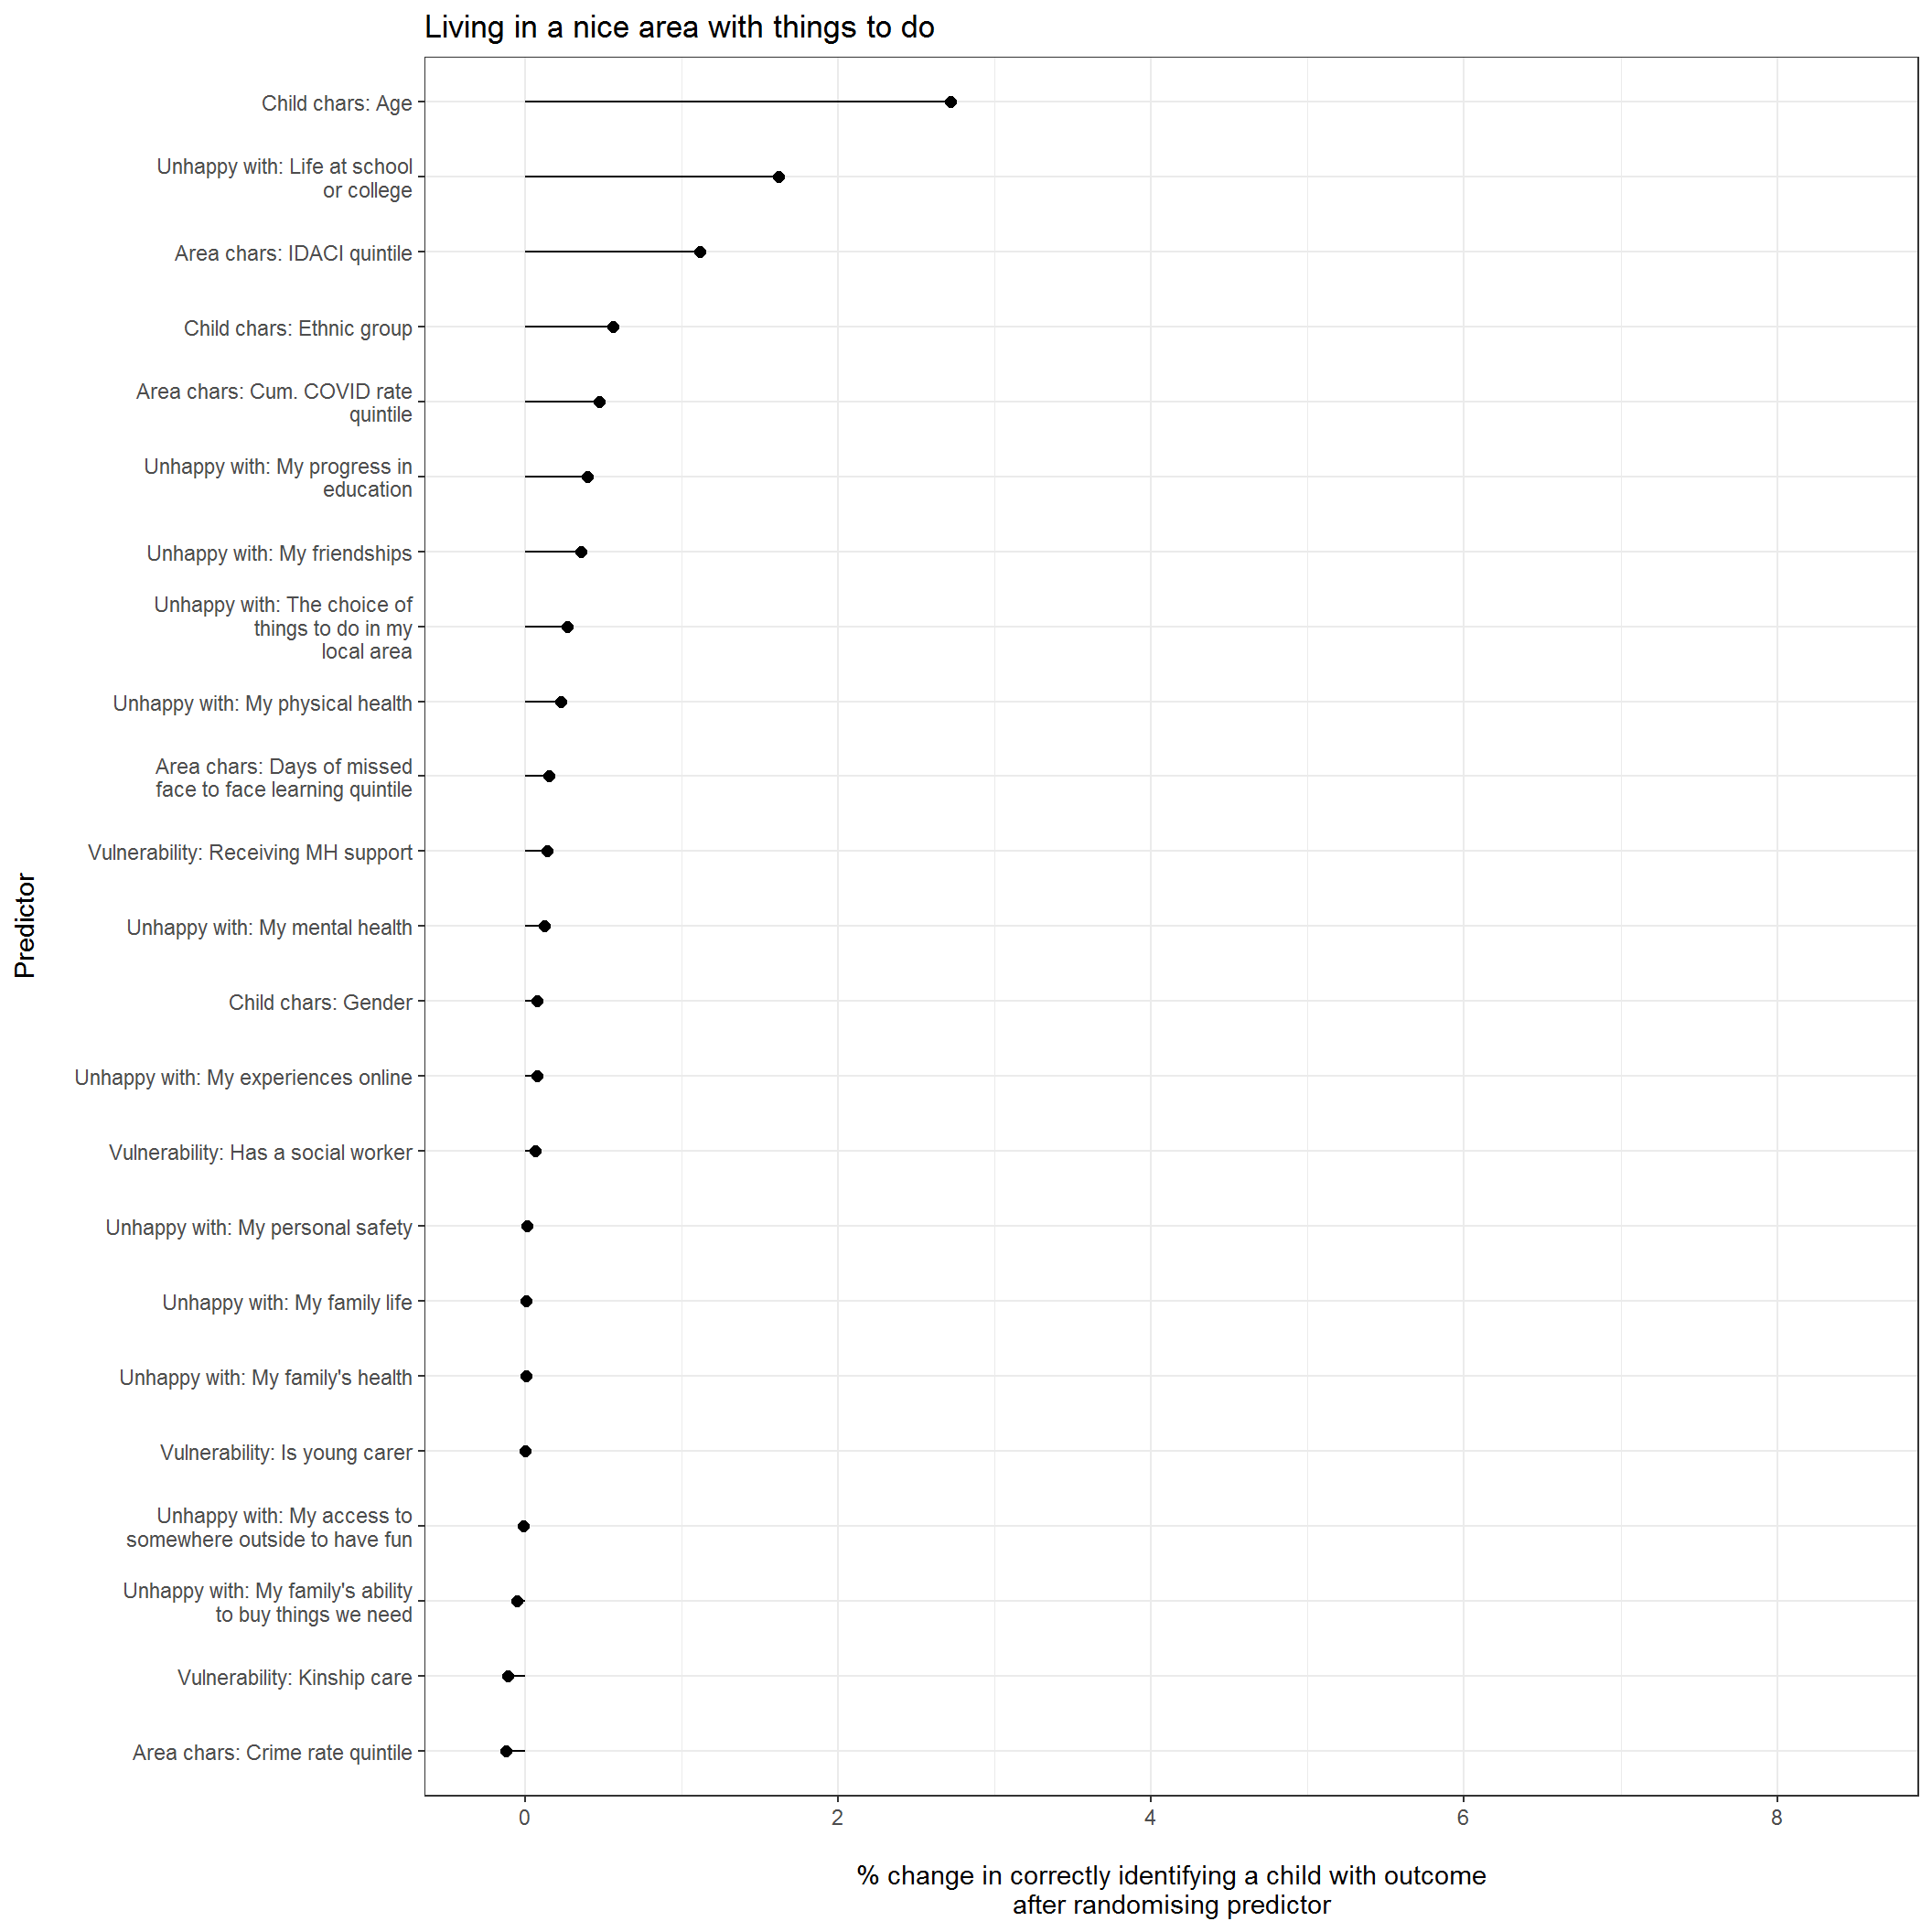 Living in a nice area with things to do
Predictor
Child chars: Age
Unhappy with: Life at school
or college
Area chars: IDACI quintile
Child chars: Ethnic group
Area chars: Cum. COVID rate
quintile
Unhappy with: My progress in
education
Unhappy with: My friendships
Unhappy with: The choice of
things to do in my
local area
Unhappy with: My physical health
Area chars: Days of missed
face to face learning quintile
Vulnerability: Receiving MH support
Unhappy with: My mental health
Child chars: Gender
Unhappy with: My experiences online
Vulnerability: Has a social worker
Unhappy with: My personal safety
Unhappy with: My family life
Unhappy with: My family's health
Vulnerability: Is young carer
Unhappy with: My access to
somewhere outside to have fun
Unhappy with: My family's ability
to buy things we need
Vulnerability: Kinship care
Area chars: Crime rate quintile
0 2 4 6 8
% change in correctly identifying a child with outcome
after randomising predictor